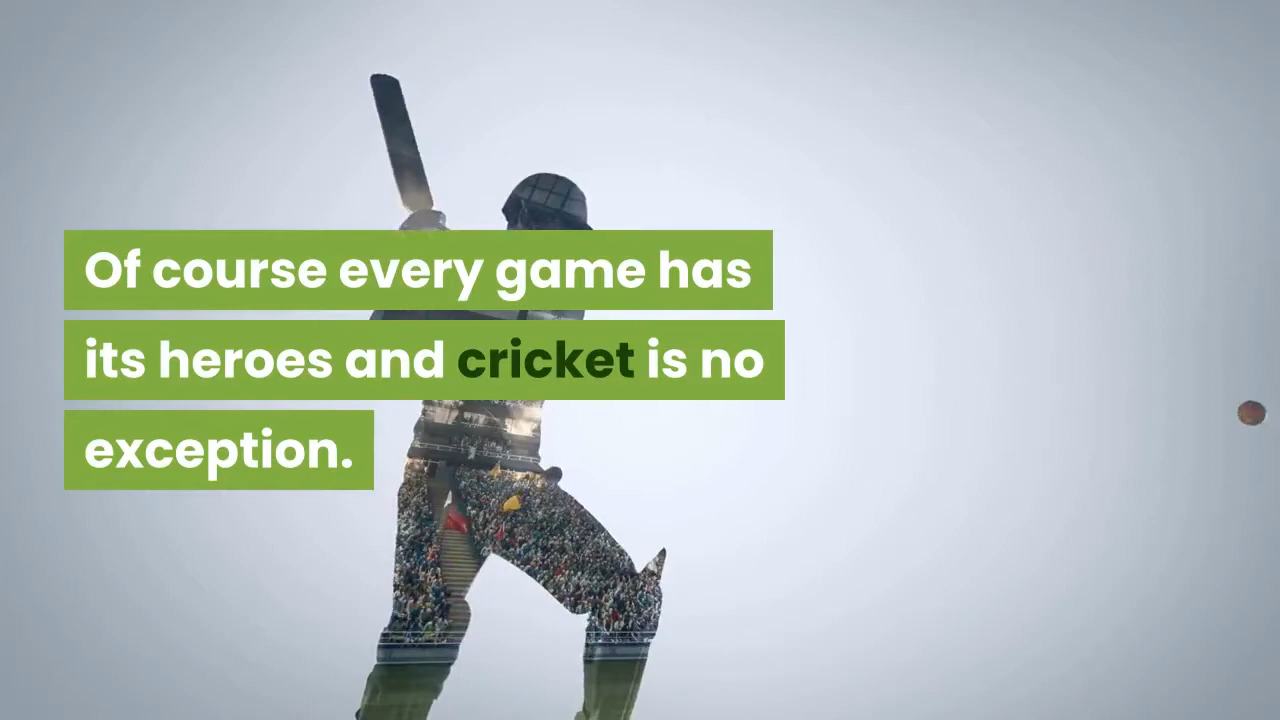 Of course every game has
its heroes and cricket is no
exception.